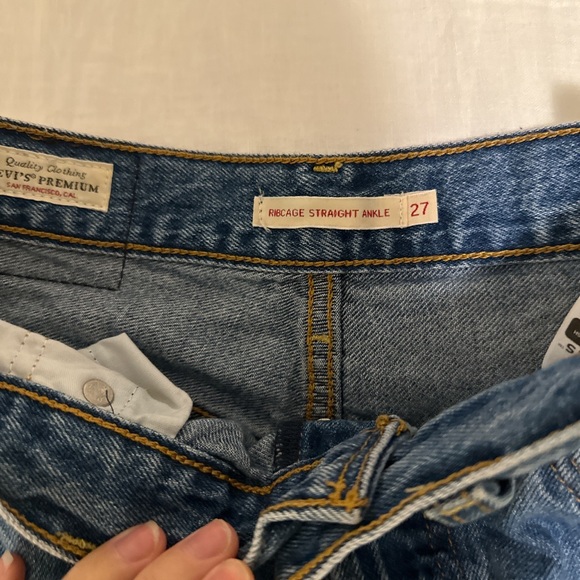 Quality Clothing
EVI'S® PREMIUM
SAN FRANCISCO, CAL.
RIBCAGE STRAIGHT ANKLE 27
S